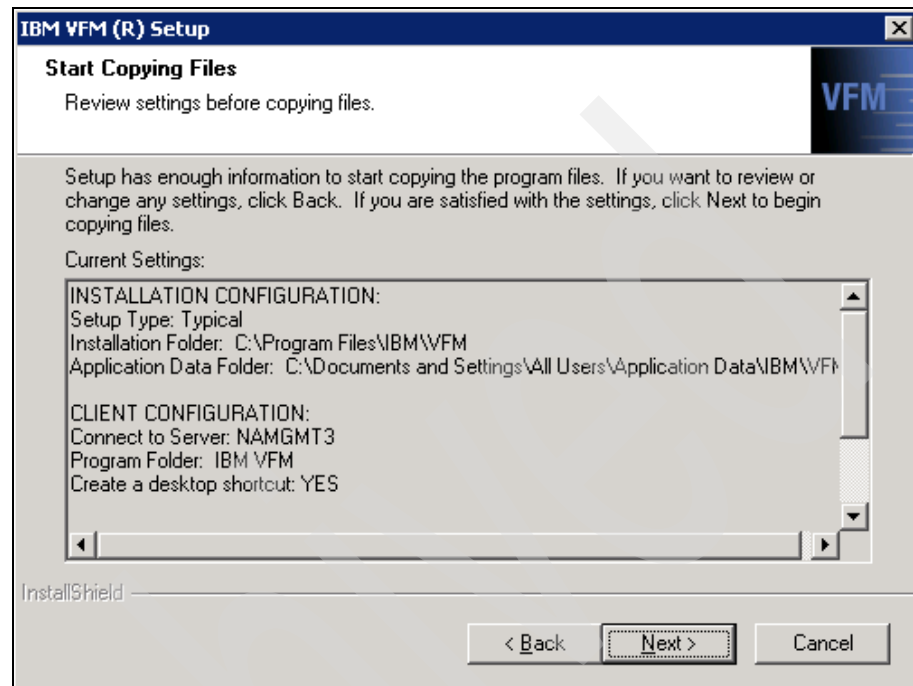 IBM VFM (R) Setup
Start Copying Files
Review settings before copying files.
VFM
Setup has enough information to start copying the program files. If you want to review or
change any settings, click Back. If you are satisfied with the settings, click Next to begin
copying files.
Current Settings:
INSTALLATION CONFIGURATION:
Setup Type: Typical
Installation Folder: C:\Program Files\IBM\VFM
Application Data Folder: C:\Documents and Settings\All Users\Application Data\IBM\VFM
CLIENT CONFIGURATION:
Connect to Server: NAMGMT3
Program Folder: IBM VFM
Create a desktop shortcut: YES
InstallShield
< Back
Next >
Cancel